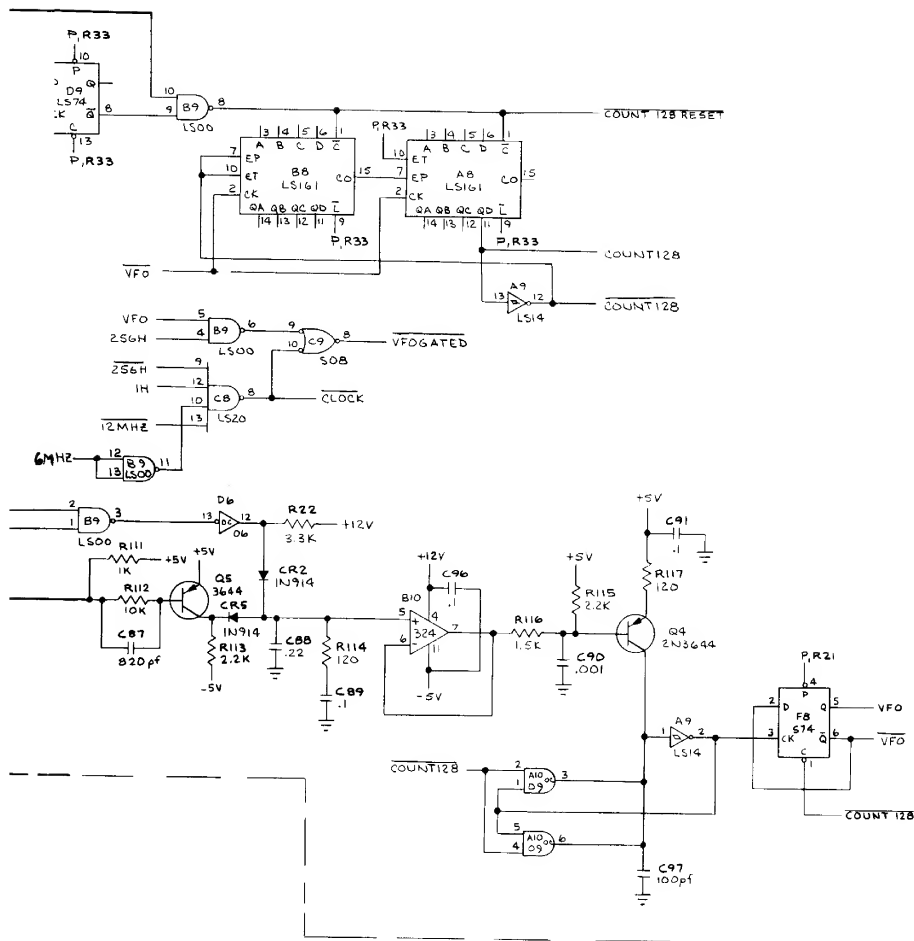 P, R33
10
P
D9
LS74
Q
CK
Q
8
C
13
P, R33
10
9
B9
8
LS00
COUNT 128 RESET
3 4 5 6 1
A B C D C
7 EP
10 ET
2 CK
B8
LS161
CO 15
QA QB QC QD L
14 13 12 11 9
P, R33
P, R33
3 4 5 6 1
A B C D C
10 ET
7 EP
2 CK
A8
LS161
CO 15
QA QB QC QD L
14 13 12 11 9
P, R33
VFO
COUNT128
A9
13 12
LS14
COUNT128
VFO 5
256H 4
B9
6
LS00
9
10
C9
8
S08
VFOGATED
256H 9
1H 12
10
12MHZ 13
C8
8
LS20
CLOCK
6MHZ
12
13
B9
LS00
11
2
1
B9
3
LS00
D6
13 OC 12
06
R22
3.3K
+12V
R111
1K
+5V
R112
10K
C87
820pf
+5V
Q5
3644
CR5
1N914
CR2
1N914
R113
2.2K
-5V
C88
.22
R114
120
C89
.1
+12V
C96
.1
B10
5 +
6 -
324
4
7
11
-5V
R116
1.5K
+5V
R115
2.2K
C90
.001
+5V
C91
.1
R117
120
Q4
2N3644
A9
1 2
LS14
P, R21
4
P
2 D
3 CK
F8
S74
Q 5
Q 6
C
1
VFO
VFO
COUNT 128
COUNT128
2
1
A10
09
OC
3
5
4
A10
09
OC
6
C97
100pf